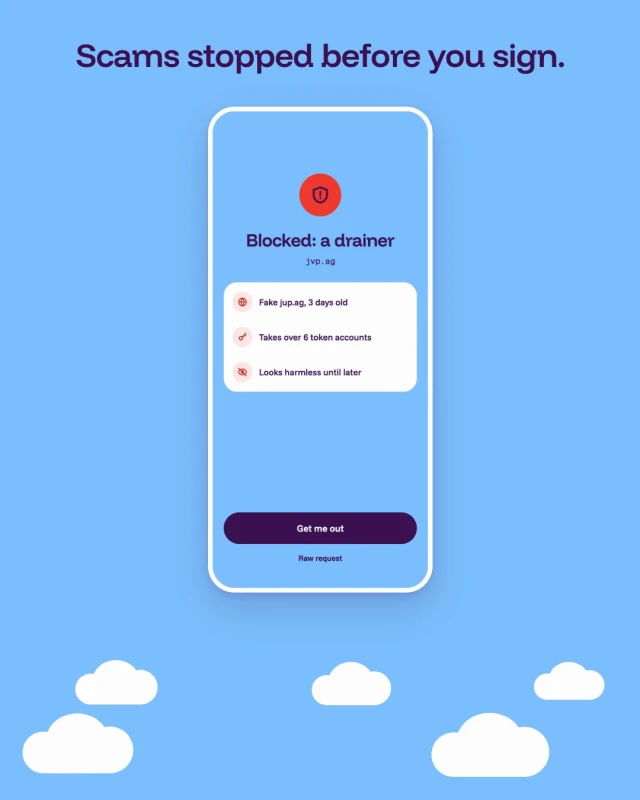 Scams stopped before you sign.
Blocked: a drainer
jvp.ag
Fake jup.ag, 3 days old
Takes over 6 token accounts
Looks harmless until later
Get me out
Raw request